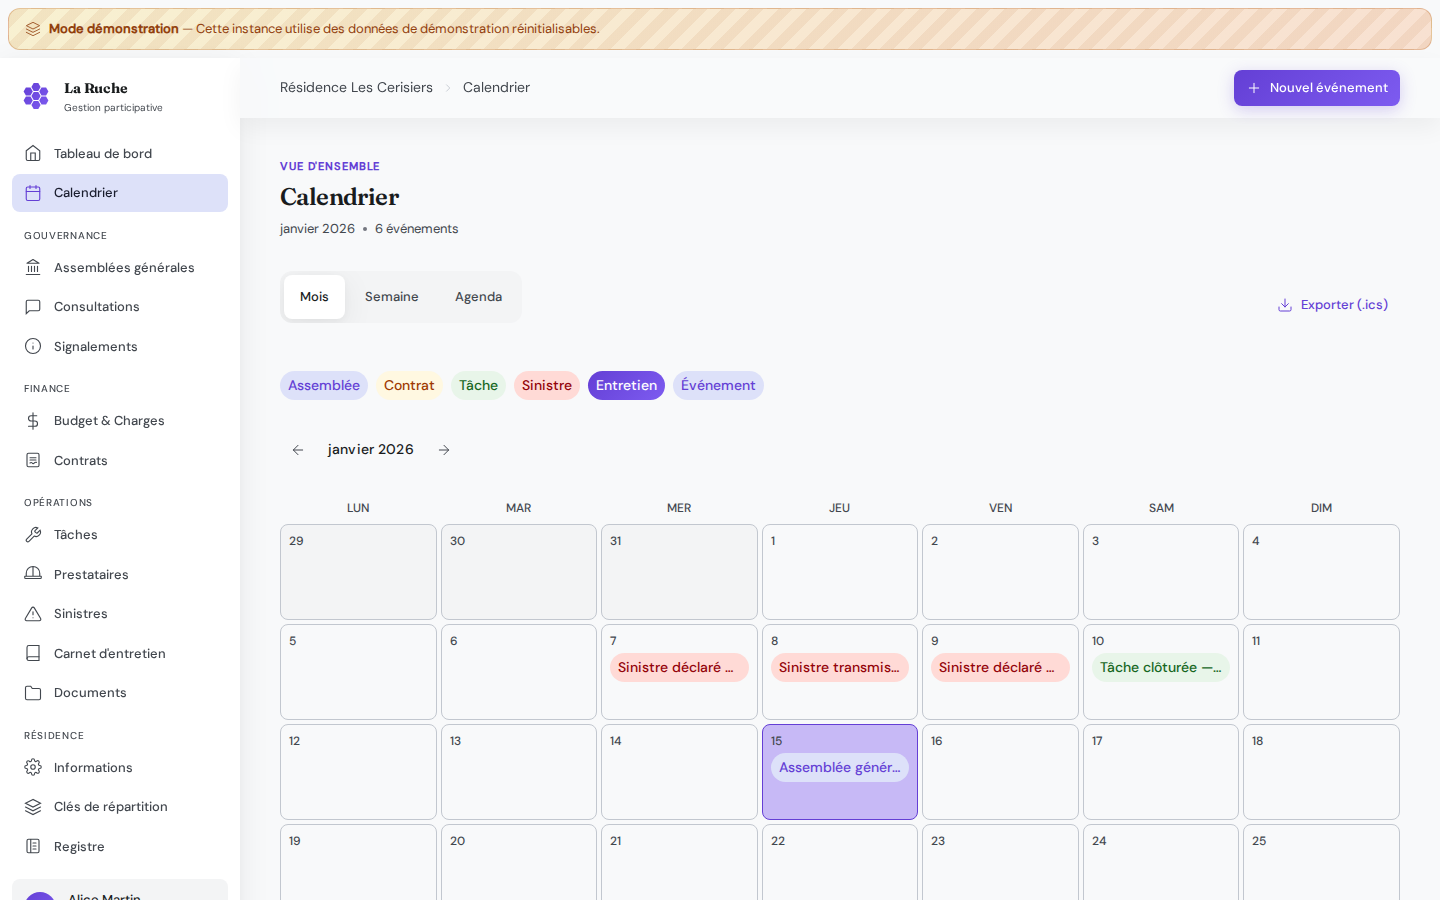 Mode démonstration — Cette instance utilise des données de démonstration réinitialisables.
La Ruche
Gestion participative
Tableau de bord
Calendrier
GOUVERNANCE
Assemblées générales
Consultations
Signalements
FINANCE
Budget & Charges
Contrats
OPÉRATIONS
Tâches
Prestataires
Sinistres
Carnet d'entretien
Documents
RÉSIDENCE
Informations
Clés de répartition
Registre
Alice Martin
Résidence Les Cerisiers > Calendrier
Nouvel événement
VUE D'ENSEMBLE
Calendrier
janvier 2026 • 6 événements
Mois Semaine Agenda
Exporter (.ics)
Assemblée Contrat Tâche Sinistre Entretien Événement
janvier 2026
LUN MAR MER JEU VEN SAM DIM
29 30 31 1 2 3 4
5 6 7 8 9 10 11
Sinistre déclaré ... Sinistre transmis... Sinistre déclaré ... Tâche clôturée —...
12 13 14 15 16 17 18
Assemblée génér...
19 20 21 22 23 24 25